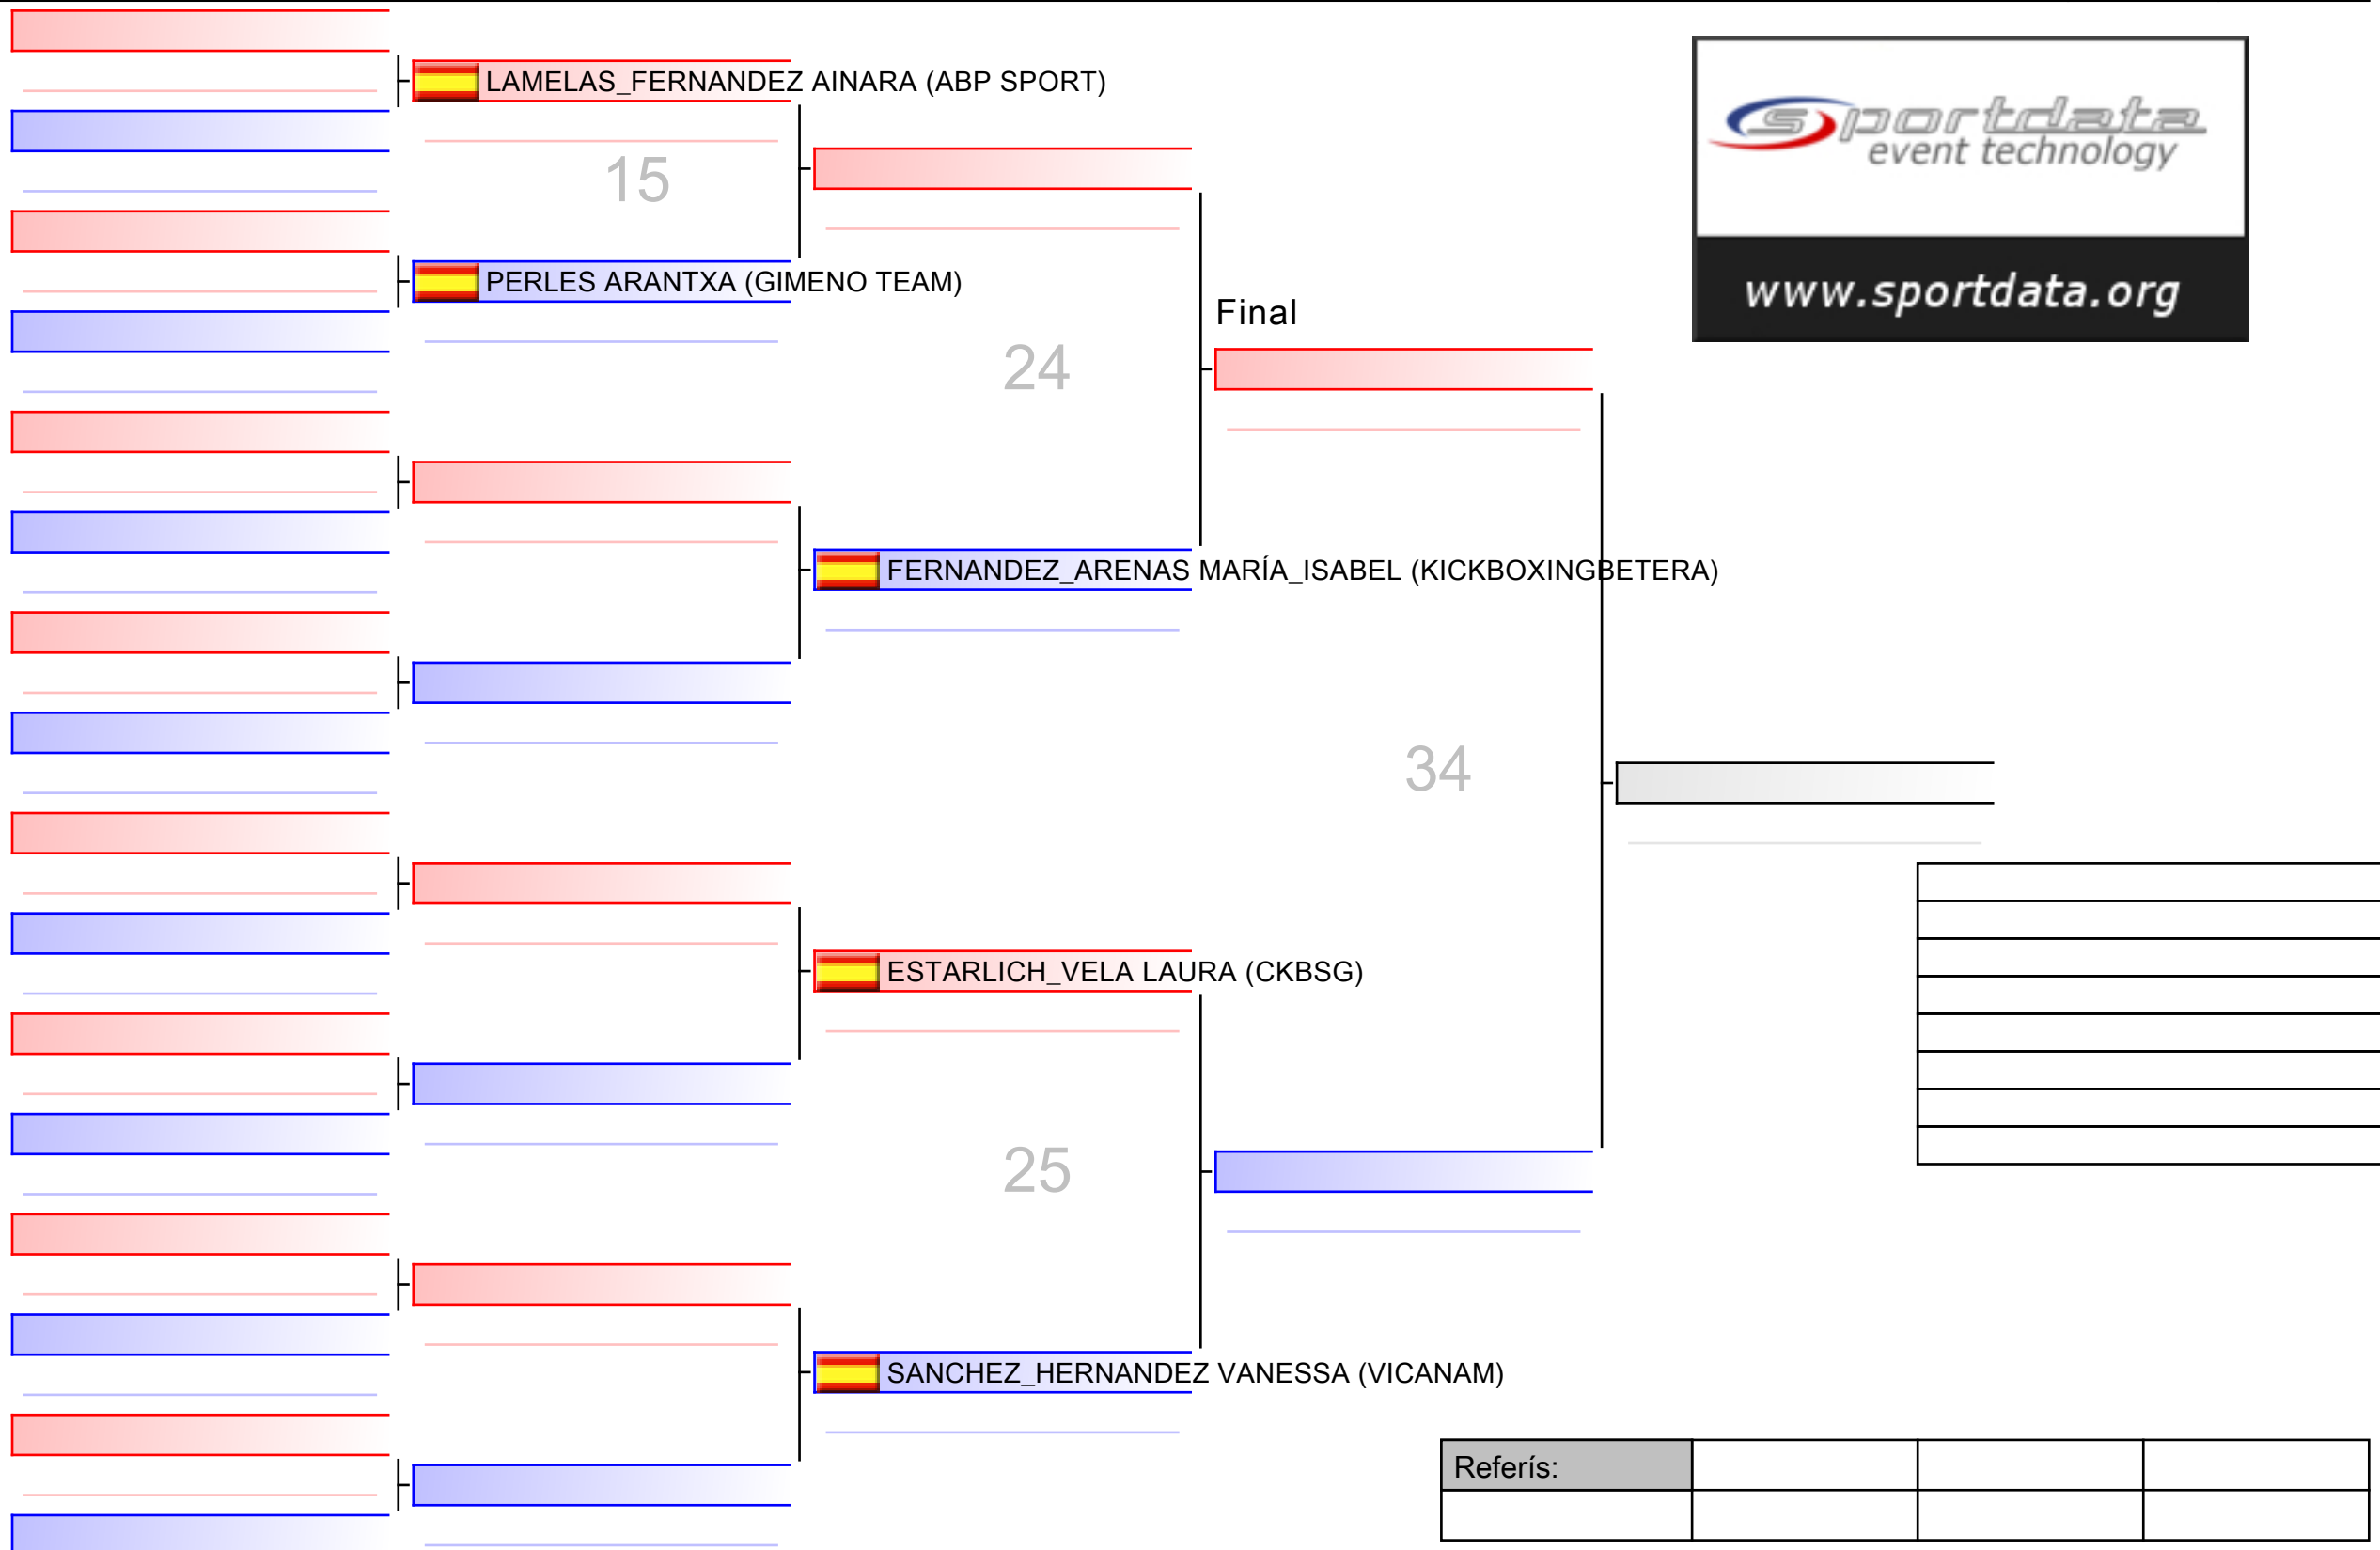 LAMELAS_FERNANDEZ AINARA (ABP SPORT)
15
PERLES ARANTXA (GIMENO TEAM)
24
FERNANDEZ_ARENAS MARÍA_ISABEL (KICKBOXINGBETERA)
Final
34
ESTARLICH_VELA LAURA (CKBSG)
25
SANCHEZ_HERNANDEZ VANESSA (VICANAM)
sportdata
event technology
www.sportdata.org
Referís: